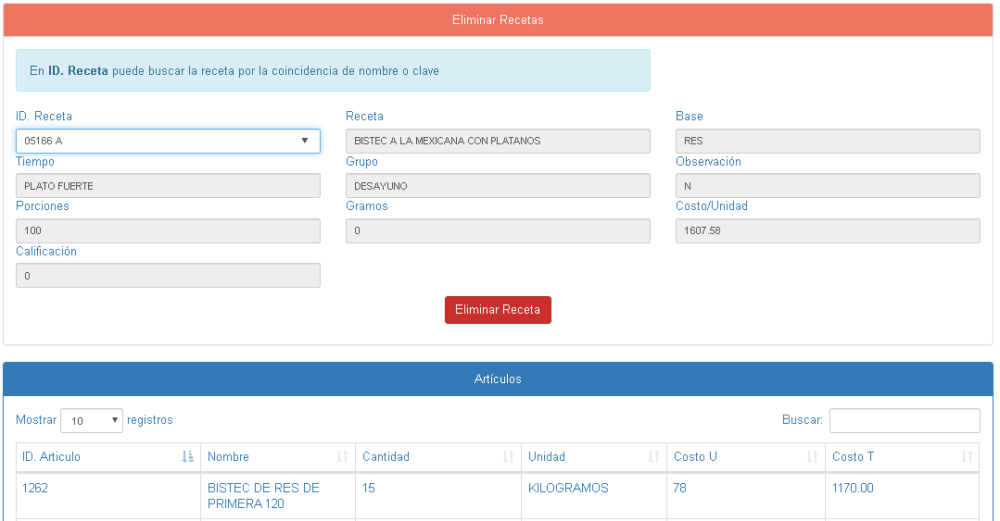 Eliminar Recetas
En ID. Receta puede buscar la receta por la coincidencia de nombre o clave
ID. Receta Receta Base
05166 A BISTEC A LA MEXICANA CON PLATANOS RES
Tiempo Grupo Observación
PLATO FUERTE DESAYUNO N
Porciones Gramos Costo/Unidad
100 0 1607.58
Calificación
0
Eliminar Receta
Artículos
Mostrar 10 registros Buscar:
ID. Articulo Nombre Cantidad Unidad Costo U Costo T
1262 BISTEC DE RES DE 15 KILOGRAMOS 78 1170.00
PRIMERA 120